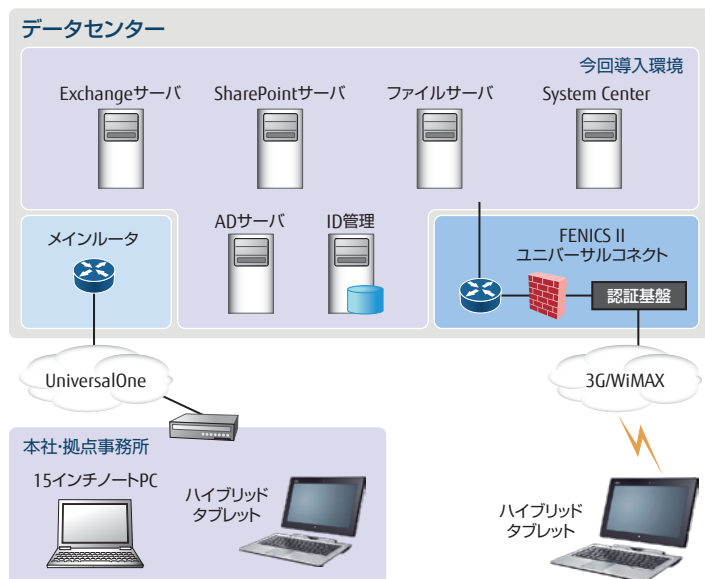 データセンター
今回導入環境
Exchangeサーバ
SharePointサーバ
ファイルサーバ
System Center
ADサーバ
ID管理
メインルータ
FENICS II
ユニバーサルコネクト
認証基盤
UniversalOne
3G/WiMAX
本社・拠点事務所
15インチノートPC
ハイブリッド
タブレット
ハイブリッド
タブレット